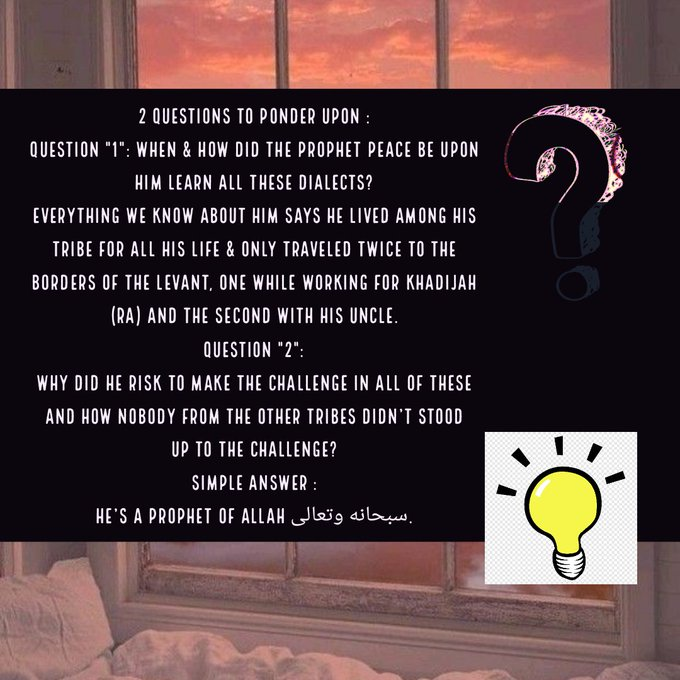 2 QUESTIONS TO PONDER UPON :
QUESTION "1": WHEN & HOW DID THE PROPHET PEACE BE UPON
HIM LEARN ALL THESE DIALECTS?
EVERYTHING WE KNOW ABOUT HIM SAYS HE LIVED AMONG HIS
TRIBE FOR ALL HIS LIFE & ONLY TRAVELED TWICE TO THE
BORDERS OF THE LEVANT, ONE WHILE WORKING FOR KHADIJAH
(RA) AND THE SECOND WITH HIS UNCLE.
QUESTION "2":
WHY DID HE RISK TO MAKE THE CHALLENGE IN ALL OF THESE
AND HOW NOBODY FROM THE OTHER TRIBES DIDN'T STOOD
UP TO THE CHALLENGE?
SIMPLE ANSWER :
HE'S A PROPHET OF ALLAH سبحانه وتعالى.